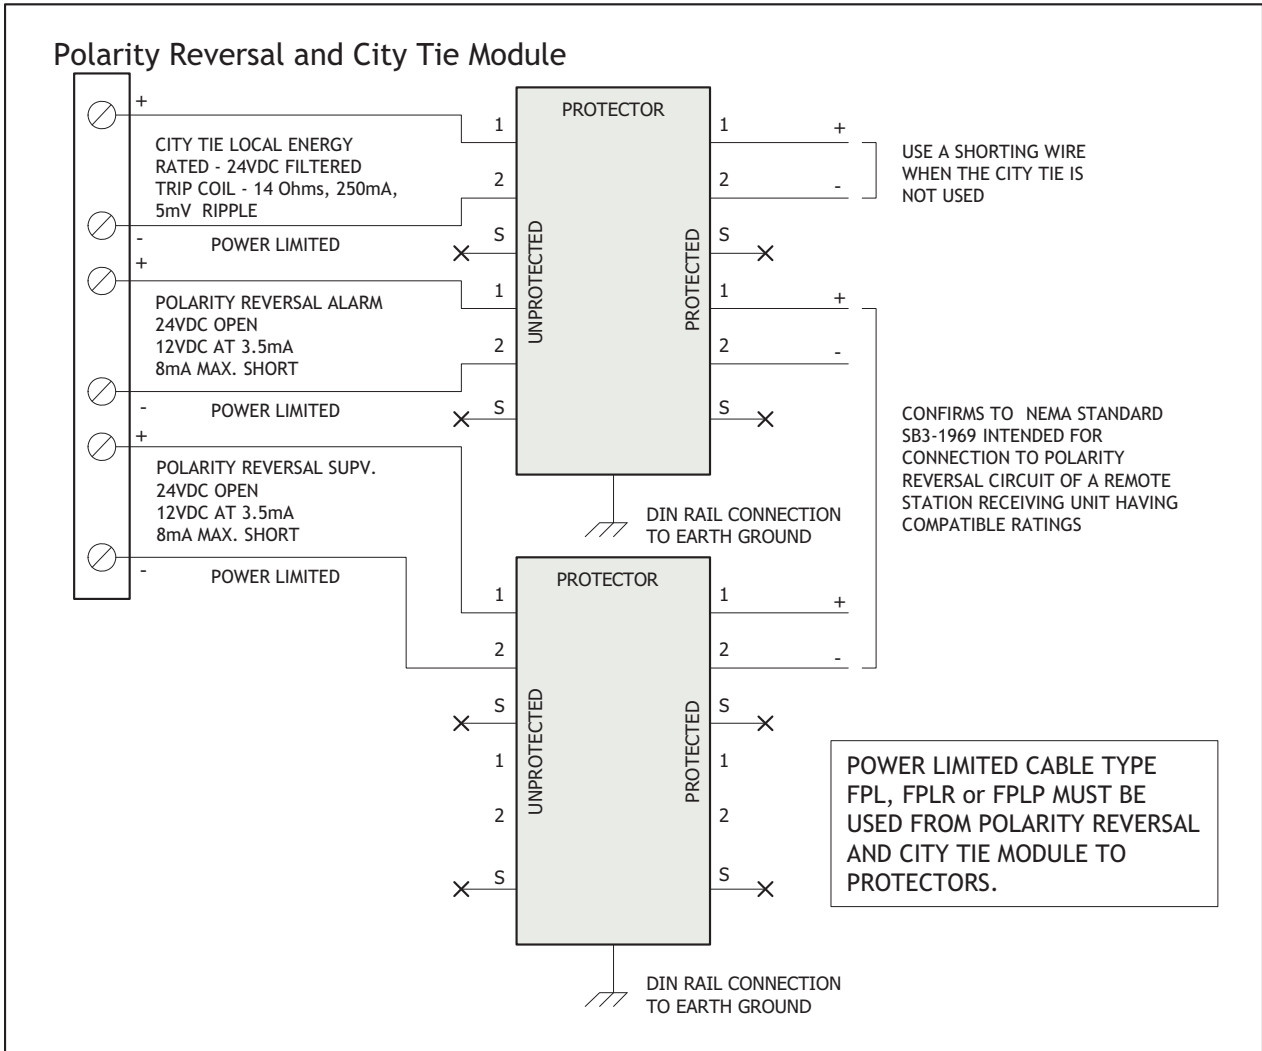 Polarity Reversal and City Tie Module
+
CITY TIE LOCAL ENERGY
RATED - 24VDC FILTERED
TRIP COIL - 14 Ohms, 250mA,
5mV RIPPLE
-
POWER LIMITED
+
POLARITY REVERSAL ALARM
24VDC OPEN
12VDC AT 3.5mA
8mA MAX. SHORT
-
POWER LIMITED
+
POLARITY REVERSAL SUPV.
24VDC OPEN
12VDC AT 3.5mA
8mA MAX. SHORT
-
POWER LIMITED
PROTECTOR
1
2
S
1
2
S
UNPROTECTED
PROTECTED
1
2
S
1
2
S
+
-
+
-
USE A SHORTING WIRE
WHEN THE CITY TIE IS
NOT USED
CONFIRMS TO NEMA STANDARD
SB3-1969 INTENDED FOR
CONNECTION TO POLARITY
REVERSAL CIRCUIT OF A REMOTE
STATION RECEIVING UNIT HAVING
COMPATIBLE RATINGS
DIN RAIL CONNECTION
TO EARTH GROUND
PROTECTOR
1
2
S
1
2
S
UNPROTECTED
PROTECTED
1
2
S
1
2
S
+
-
POWER LIMITED CABLE TYPE
FPL, FPLR or FPLP MUST BE
USED FROM POLARITY REVERSAL
AND CITY TIE MODULE TO
PROTECTORS.
DIN RAIL CONNECTION
TO EARTH GROUND